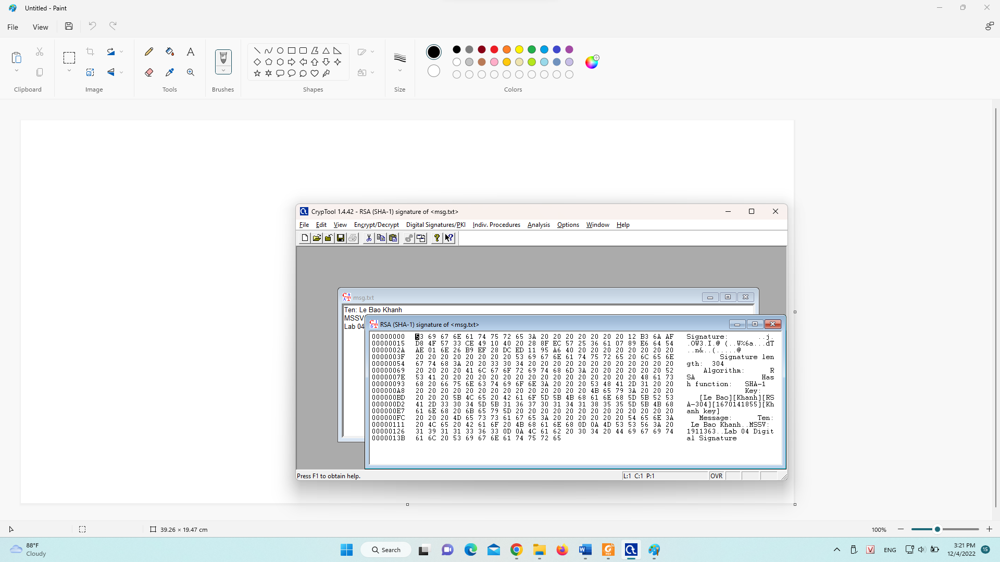 Untitled - Paint
File View
Clipboard Image Tools Brushes Shapes Size Colors
CrypTool 1.4.42 - RSA (SHA-1) signature of <msg.txt>
File Edit View Encrypt/Decrypt Digital Signatures/PKI Indiv. Procedures Analysis Options Window Help
msg.txt
Ten: Le Bao Khanh
MSSV
Lab 04
RSA (SHA-1) signature of <msg.txt>
00000000 53 69 67 6E 61 74 75 72 65 3A 20 20 20 20 20 20 20 12 B3 6A AF Signature: ..j.
00000015 D8 4F 57 33 CE 49 10 40 20 28 8F EC 57 25 36 61 07 89 E6 64 54 .OW3.I.@ (..W%6a...dT
0000002A AE 01 6E 26 B9 EF 28 DC ED 11 95 A6 40 20 20 20 20 20 20 20 20 ..n&..(.....@
0000003F 20 20 20 20 20 20 20 20 53 69 67 6E 61 74 75 72 65 20 6C 65 6E Signature len
00000054 67 74 68 3A 20 20 33 30 34 20 20 20 20 20 20 20 20 20 20 20 20 gth: 304
00000069 20 20 20 20 41 6C 67 6F 72 69 74 68 6D 3A 20 20 20 20 20 20 52 Algorithm: R
0000007E 53 41 20 20 20 20 20 20 20 20 20 20 20 20 20 20 20 20 48 61 73 SA Has
00000093 68 20 66 75 6E 63 74 69 6F 6E 3A 20 20 20 53 48 41 2D 31 20 20 h function: SHA-1
000000A8 20 20 20 20 20 20 20 20 20 20 20 20 20 20 4B 65 79 3A 20 20 20 Key:
000000BD 20 20 20 5B 4C 65 20 42 61 6F 5D 5B 4B 68 61 6E 68 5D 5B 52 53 [Le Bao][Khanh][RS
000000D2 41 2D 33 30 34 5D 5B 31 36 37 30 31 34 31 38 35 35 5D 5B 4B 68 A-304][1670141855][Kh
000000E7 61 6E 68 20 6B 65 79 5D 20 20 20 20 20 20 20 20 20 20 20 20 20 anh key]
000000FC 20 20 20 4D 65 73 73 61 67 65 3A 20 20 20 20 20 20 54 65 6E 3A Message: Ten:
00000111 20 4C 65 20 42 61 6F 20 4B 68 61 6E 68 0D 0A 4D 53 53 56 3A 20 Le Bao Khanh..MSSV:
00000126 31 39 31 31 33 36 33 0D 0A 4C 61 62 20 30 34 20 44 69 67 69 74 1911363..Lab 04 Digit
0000013B 61 6C 20 53 69 67 6E 61 74 75 72 65 al Signature
Press F1 to obtain help. L:1 C:1 P:1 OVR
39.26 × 19.47 cm 100%
88°F
Cloudy
Search
ENG
3:21 PM
12/4/2022
15